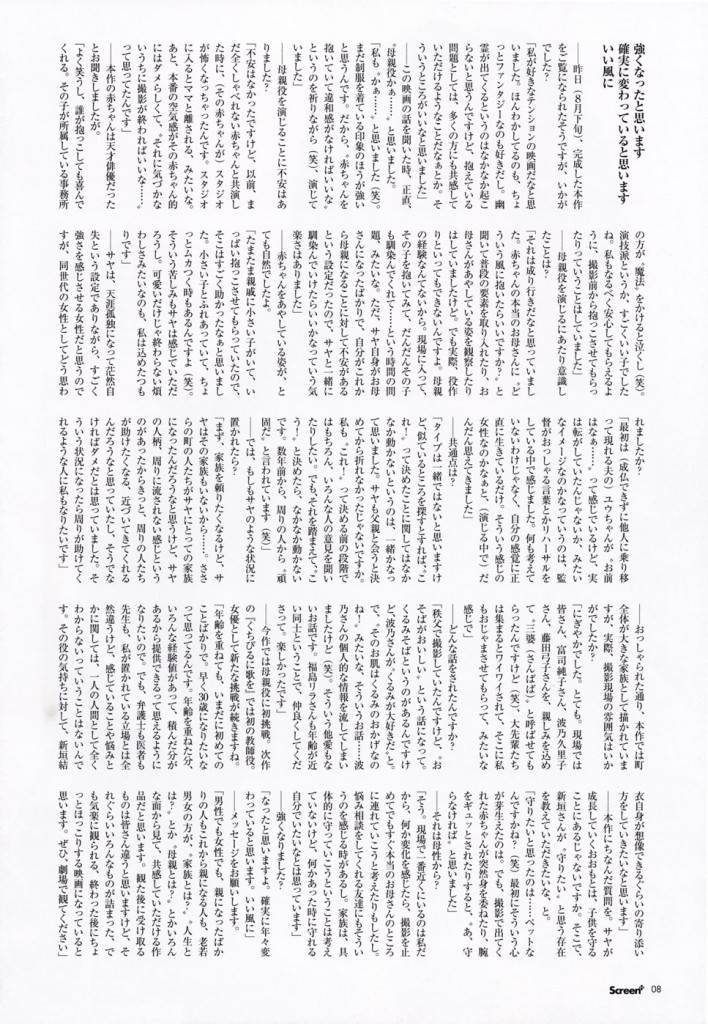 強くなったと思います
確実に変わっていると思います
いい風に
――昨日（8月下旬）、完成した本作
をご覧になられたそうですが、いかが
でしたか？
「私が好きなテンションの映画だなと思
いました。ほんわかしてるのも、ちょ
っとファンタジーなのも好きだし。幽
霊が出てくるというのはなかなか起こ
らないと思うんですけど、抱えている
問題としては、多くの方にも共感して
いただけるようなことだなぁとか。そ
ういうところがいいなと思いました」
――この映画の話を聞いた時、正直、
〝母親役かぁ……〟と思いました。
「私も〝かぁ……〟と思いました（笑）。
まだ制服を着ている印象のほうが強い
と思うんです。だから、〝赤ちゃんを
抱いていて違和感がなければいいな〟
というのを祈りながら（笑）、演じて
いました」
――母親役を演じることに不安はあ
りました？
「不安はなかったですけど、以前、ま
だ全くしゃべれない赤ちゃんと共演し
た時に、（その赤ちゃんが）スタジオ
が怖くなっちゃったんです。スタジオ
に入るとママと離される、みたいな。
あと、本番の空気感がその赤ちゃん的
にはダメらしくて。それに気づかな
いうちに撮影が終わればいいな……〟
って思ってたんです」
――本作の赤ちゃんは天才俳優だった
とお聞きしましたが。
「よく笑うし、誰が抱っこしても喜んで
くれる。その子が所属している事務所
の方が〝魔法〟をかけると泣くし（笑）。
演技派というか、すごくいい子でした
ね。私もなるべく安心してもらえるよ
うに、撮影前から抱っこさせてもらっ
たりっていうことはしていました」
――母親役を演じるにあたり意識し
たことは？
「それは成り行きだなと思っていまし
た。赤ちゃんの本当のお母さんに〝ど
ういう風に抱いたらいいですか？〟と
聞いて普段の要素を取り入れたり、お
母さんがあやしている姿を観察したり
はしていましたけど。でも実際、役作
りといってもできないんですよ。母親
の経験なんてないから。現場に入って、
その子を抱いてみて、だんだんその子
も馴染んでくれて……という時間の問
題、みたいな。ただ、サヤ自身がお母
さんになったばかりで、自分がこれか
ら母親になることに対して不安がある
という設定だったので、サヤと一緒に
馴染んでいけたらいいかなっていう気
楽さはありました」
――赤ちゃんをあやしている姿が、と
ても自然でしたよ。
「たまたま親戚に小さい子がいて、い
っぱい抱っこさせてもらっていたので、
そこはすごく助かったなぁと思いまし
た。小さい子とふれあっていて、ちょ
っとムカつく時もあるんですよ（笑）。
そういう苦しみもサヤは感じていただ
ろうし。可愛いだけじゃ終わらない煩
わしさみたいなのも、私は込めたつも
りです」
――サヤは、天涯孤独になって茫然自
失という設定でありながら、すごく
強さを感じさせる女性だと思うので
すが、同世代の女性としてどう思わ
れましたか？
「最初は（成仏できずに他人に乗り移
って現れる夫の）ユウちゃんが〝お前
はなぁ……〟って感じでいるけど、実
は転がしていたんじゃないか、みたい
なイメージなのかなっていうのは、監
督がおっしゃる言葉とかリハーサルを
している中で感じました。何も考えて
いないわけじゃなく、自分の感覚に正
直に生きているだけ。そういう感じの
女性なのかなぁと、（演じる中で）だ
んだん思えてきました」
――共通点は？
「タイプは一緒ではないと思いますけ
ど、似ているところを探すとすれば〝こ
れ！〟って決めたことに関してはなか
なか動かないというのは、一緒かなっ
て思いました。サヤも父親と会うと決
めてから折れなかったじゃないですか。
私も〝これ！〟って決める前の段階で
はもちろん、いろんな人の意見を聞い
たりしたい。でも、それを踏まえて〝こ
う！〟と決めたら、なかなか動かない
です。数年前から、周りの人から〝頑
固だ〟と言われています（笑）」
――では、もしもサヤのような状況に
置かれたら？
「まず、家族を頼りたくなるけど、サ
ヤはその家族もいないから……。ささ
らの町の人たちがサヤにとっての家族
になったんだろうなと思うけど、サヤ
の人柄、周りに流されない感じという
のがあったからきっと、周りの人たち
が助けたくなる、近づいてきてくれる
んだろうなと思っていたし、そうでな
ければダメだとは思っていました。そ
ういう状況になったら周りが助けてく
れるような人に私もなりたいです」
――おっしゃられた通り、本作では町
全体が大きな家族として描かれていま
すが、実際、撮影現場の雰囲気はいか
がでしたか？
「にぎやかでした。とても。現場では
皆さん、富司純子さん、波乃久里子
さん、藤田弓子さんを、親しみを込め
て〝三婆（さんばば）〟と呼ばせても
らったんですけど（笑）、大先輩たち
は集まるとワイワイされて、そこに私
もおじゃまさせてもらって、みたいな
感じで」
――どんな話をされたんですか？
「秩父で撮影していたんですけど、〝お
そばがおいしい〟という話になって。
くるみそばというのがあるんですけ
ど、波乃さんが〝くるみが大好きだ〟と。
で、〝そのお肌はくるみのおかげなの
ね！〟みたいな、そういうお話……波
乃さんの個人的な情報を流してしまい
ましたけど（笑）、そういう他愛もな
いお話です。福島リラさんも年齢が近
い同士ということで、仲良くしてくだ
さって。楽しかったです」
――今作では母親役に初挑戦。次作
の『くちびるに歌を』では初の教師役。
女優として新たな挑戦が続きますね。
「年齢を重ねても、いまだに初めての
ことばかりで。早く30歳になりたいな
って思ってるんです。年齢を重ねた分、
いろんな経験値があって、積んだ分が
あるから提供できるって思えるように
なりたいので。でも、弁護士も医者も
先生も、私が置かれている立場とは全
然違うけど、感じていることや悩みと
かに関しては、一人の人間として全く
わからないっていうことはないんで
す。その役の気持ちに対して、新垣結
衣自身が想像できるぐらいの寄り添い
方をしていきたいなと思います」
――本作にちなんだ質問を。サヤが
成長していくおおもとは、子供を守る
ことにあるじゃないですか。そこで、
新垣さんが〝守りたい〟と思う存在
を教えていただきたいな、と。
「守りたいと思ったのは……ペットな
んですかね？（笑）最初にそういう心
が芽生えたのは。でも、撮影で出てく
れた赤ちゃんが突然身を委ねたり、腕
をギュッとされたりすると、〝あ、守
らなければ〟と思いました」
――それは母性から？
「そう。現場で一番近くにいるのは私だ
から、何か変化を感じたら、撮影を止
めてでもすぐ本当のお母さんのところ
に連れていこうと考えたりもしたし。
悩み相談をしてくれる友達にもそうい
うのを感じる時があるし。家族は、具
体的に守っていこうということは考え
ていないけど、何かあった時に守れる
自分でいたいなとは思っています」
――強くなりました？
「なったと思いますよ。確実に年々変
わっていると思います。いい風に」
――メッセージをお願いします。
「男性でも女性でも、親になったばか
りの人もこれから親になる人も、老若
男女の方が、〝家族とは？〟〝人生と
は？〟とか〝母親とは？〟とかいろん
な面から見て、共感していただける作
品だと思います。観た後に受け取る
ものは皆さん違うと思いますけど、そ
れぐらいいろんなものが詰まった、で
も気楽に観られる、終わった後にちょ
っとほっこりする映画になっていると
思います。ぜひ、劇場で観てください」
Screen+ 08